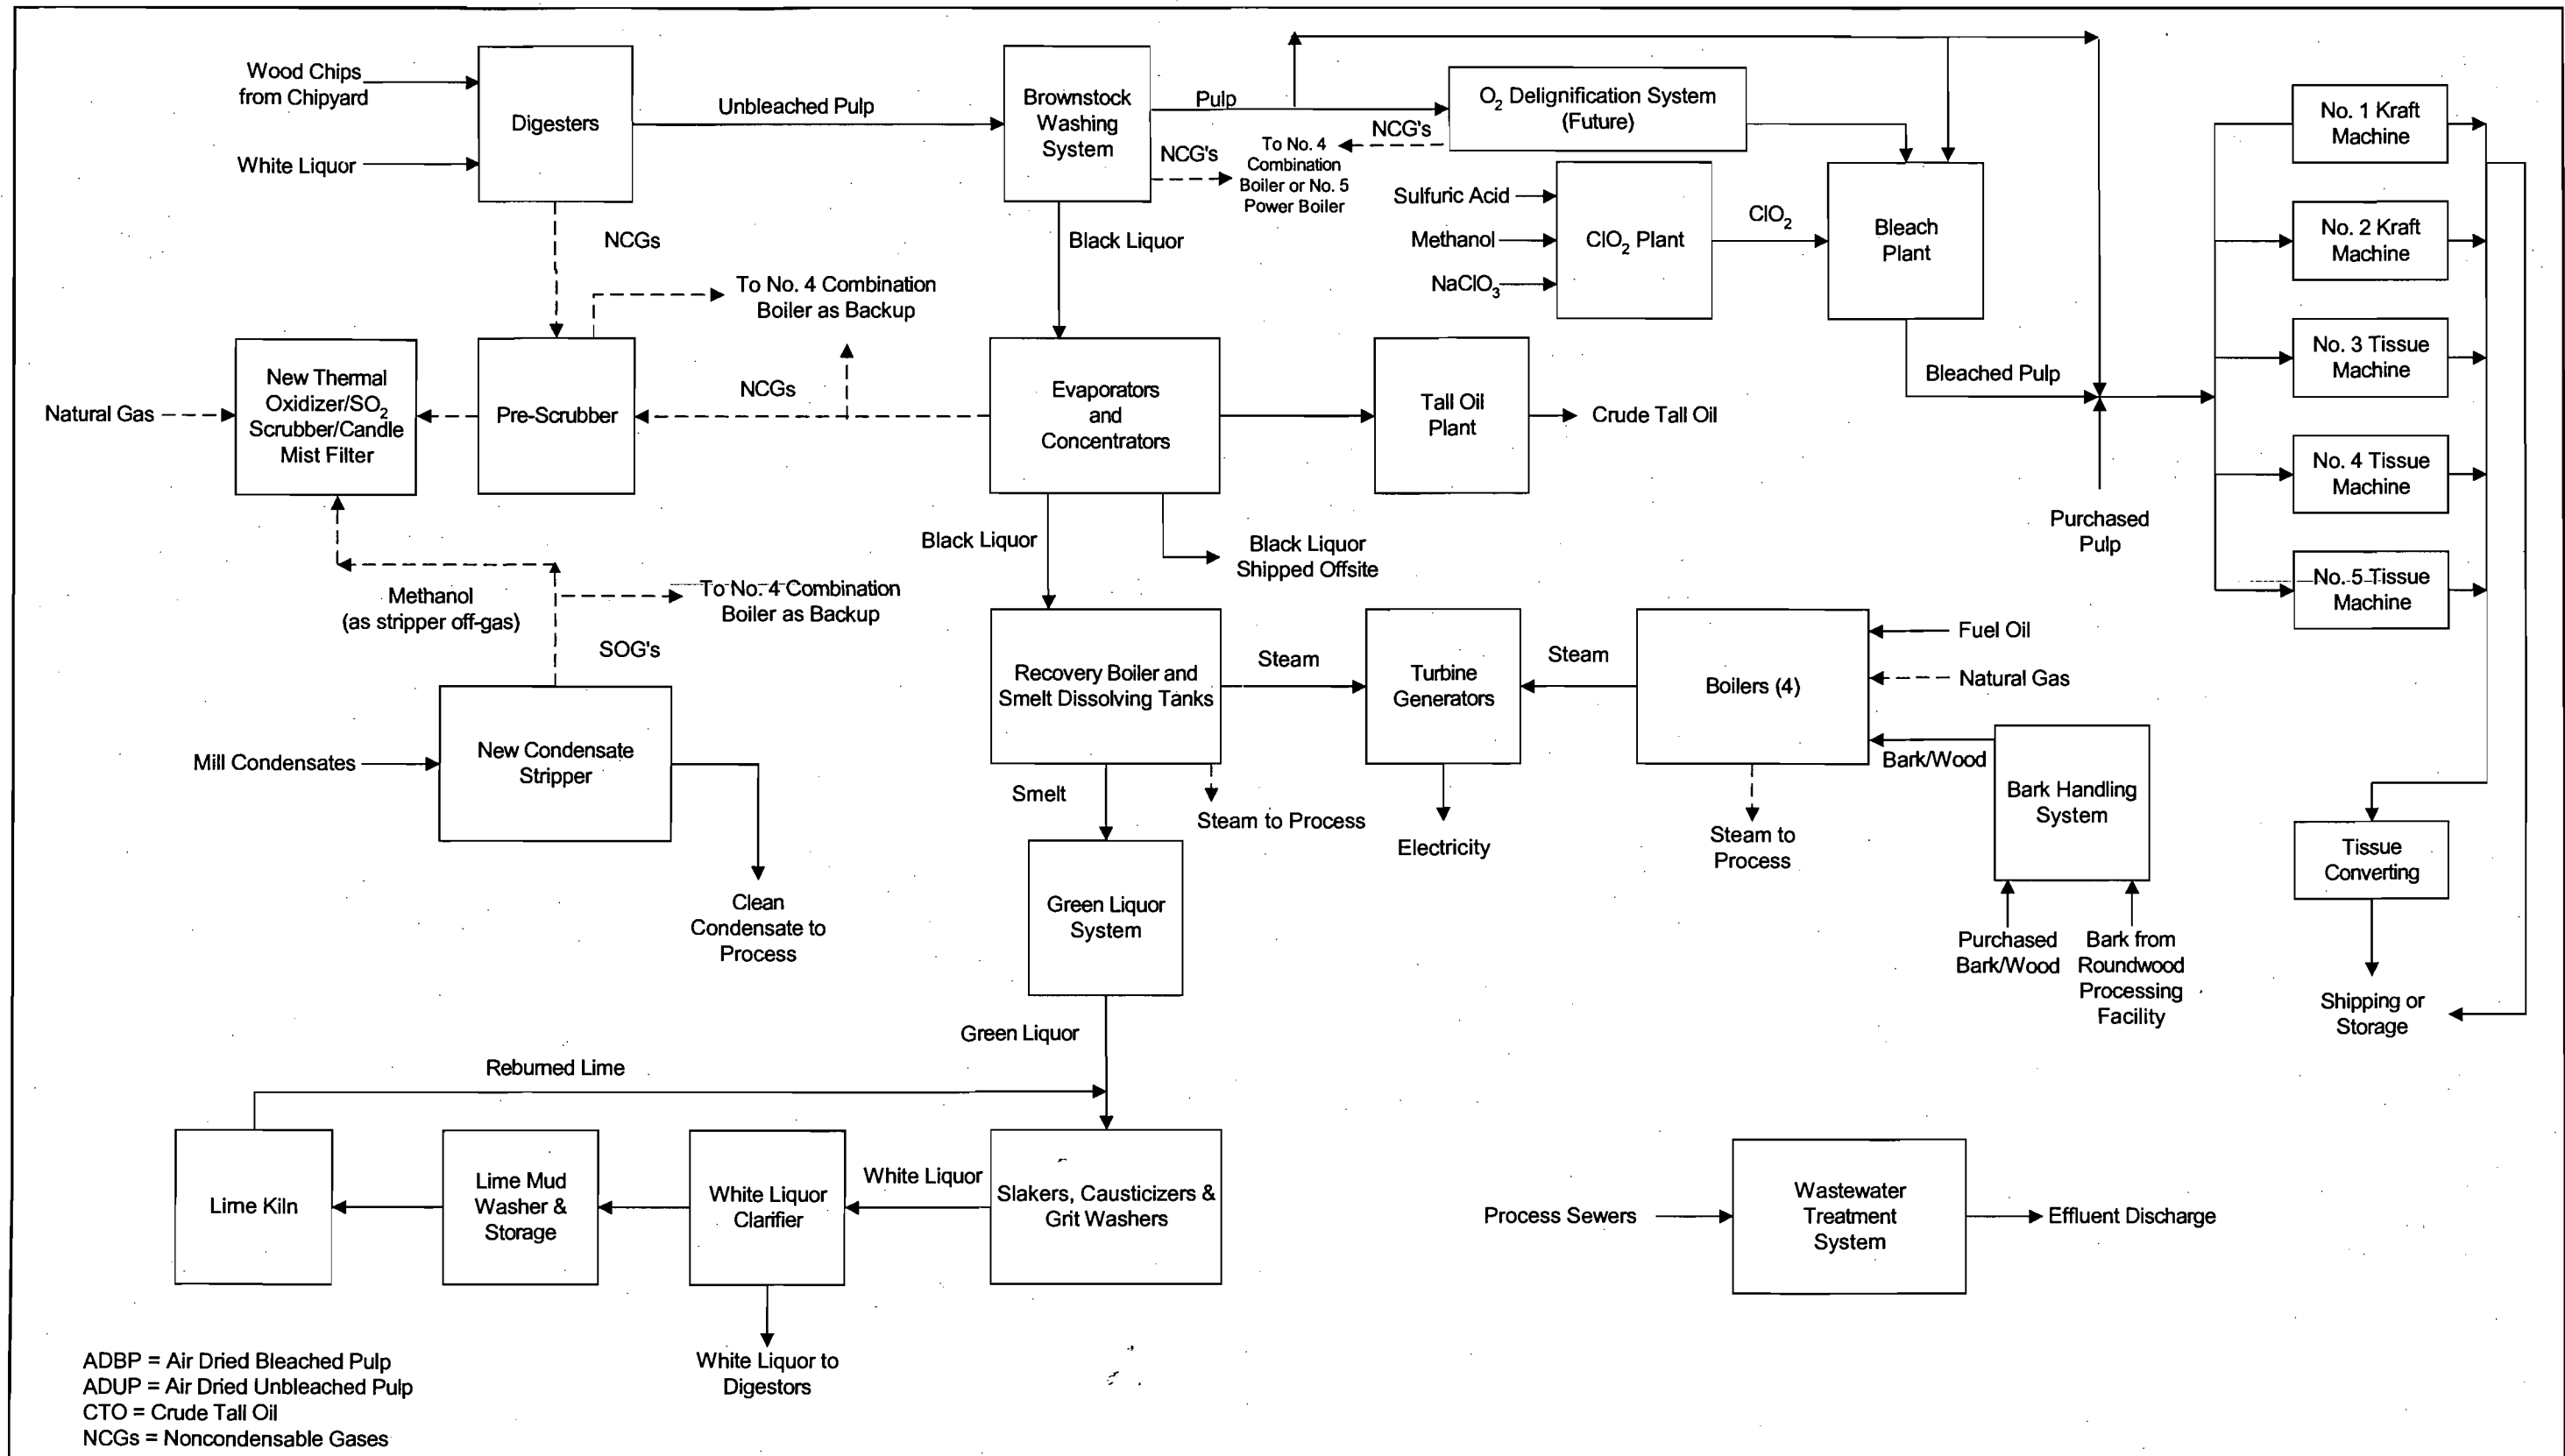 Wood Chips
from Chipyard
White Liquor
Digesters
Unbleached Pulp
Brownstock
Washing
System
Pulp
NCG's
To No. 4
Combination
Boiler or No. 5
Power Boiler
NCG's
O2 Delignification System
(Future)
Sulfuric Acid
Methanol
NaClO3
ClO2 Plant
ClO2
Bleach
Plant
No. 1 Kraft
Machine
No. 2 Kraft
Machine
No. 3 Tissue
Machine
No. 4 Tissue
Machine
No. 5 Tissue
Machine
NCGs
To No. 4 Combination
Boiler as Backup
Black Liquor
Natural Gas
New Thermal
Oxidizer/SO2
Scrubber/Candle
Mist Filter
Pre-Scrubber
NCGs
Evaporators
and
Concentrators
Tall Oil
Plant
Crude Tall Oil
Bleached Pulp
Purchased
Pulp
Black Liquor
Black Liquor
Shipped Offsite
Methanol
(as stripper off-gas)
To No. 4 Combination
Boiler as Backup
SOG's
Mill Condensates
New Condensate
Stripper
Clean
Condensate to
Process
Recovery Boiler and
Smelt Dissolving Tanks
Steam
Turbine
Generators
Steam
Boilers (4)
Fuel Oil
Natural Gas
Bark/Wood
Bark Handling
System
Smelt
Steam to Process
Electricity
Steam to
Process
Purchased
Bark/Wood
Bark from
Roundwood
Processing
Facility
Tissue
Converting
Shipping or
Storage
Green Liquor
System
Green Liquor
Reburned Lime
Lime Kiln
Lime Mud
Washer &
Storage
White Liquor
Clarifier
White Liquor
Slakers, Causticizers &
Grit Washers
White Liquor to
Digestors
Process Sewers
Wastewater
Treatment
System
Effluent Discharge
ADBP = Air Dried Bleached Pulp
ADUP = Air Dried Unbleached Pulp
CTO = Crude Tall Oil
NCGs = Noncondensable Gases